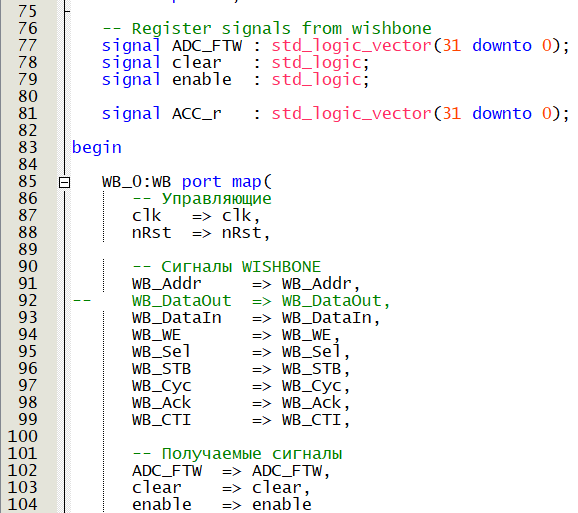 75
76 -- Register signals from wishbone
77 signal ADC_FTW : std_logic_vector(31 downto 0);
78 signal clear   : std_logic;
79 signal enable  : std_logic;
80
81 signal ACC_r   : std_logic_vector(31 downto 0);
82
83 begin
84
85 WB_0:WB port map(
86 -- Управляющие
87 clk   => clk,
88 nRst  => nRst,
89
90 -- Сигналы WISHBONE
91 WB_Addr     => WB_Addr,
92 --    WB_DataOut  => WB_DataOut,
93 WB_DataIn   => WB_DataIn,
94 WB_WE       => WB_WE,
95 WB_Sel      => WB_Sel,
96 WB_STB      => WB_STB,
97 WB_Cyc      => WB_Cyc,
98 WB_Ack      => WB_Ack,
99 WB_CTI      => WB_CTI,
100
101 -- Получаемые сигналы
102 ADC_FTW  => ADC_FTW,
103 clear    => clear,
104 enable   => enable